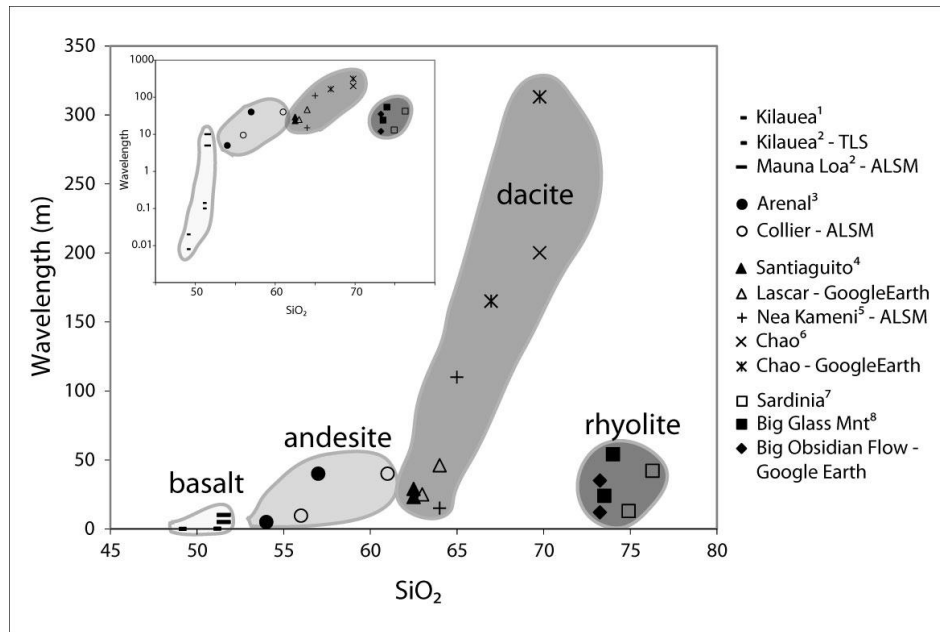 350
300
250
200
150
100
50
0
45
50
55
60
65
70
75
80
Wavelength (m)
SiO₂
1000
100
10
1
0.1
0.01
50
60
70
80
Wavelength
SiO₂
basalt
andesite
dacite
rhyolite
Kilauea¹
Kilauea² - TLS
Mauna Loa² - ALSM
Arenal³
Collier - ALSM
Santiaguito⁴
Lascar - GoogleEarth
Nea Kameni⁵ - ALSM
Chao⁶
Chao - GoogleEarth
Sardinia⁷
Big Glass Mnt⁸
Big Obsidian Flow -
Google Earth